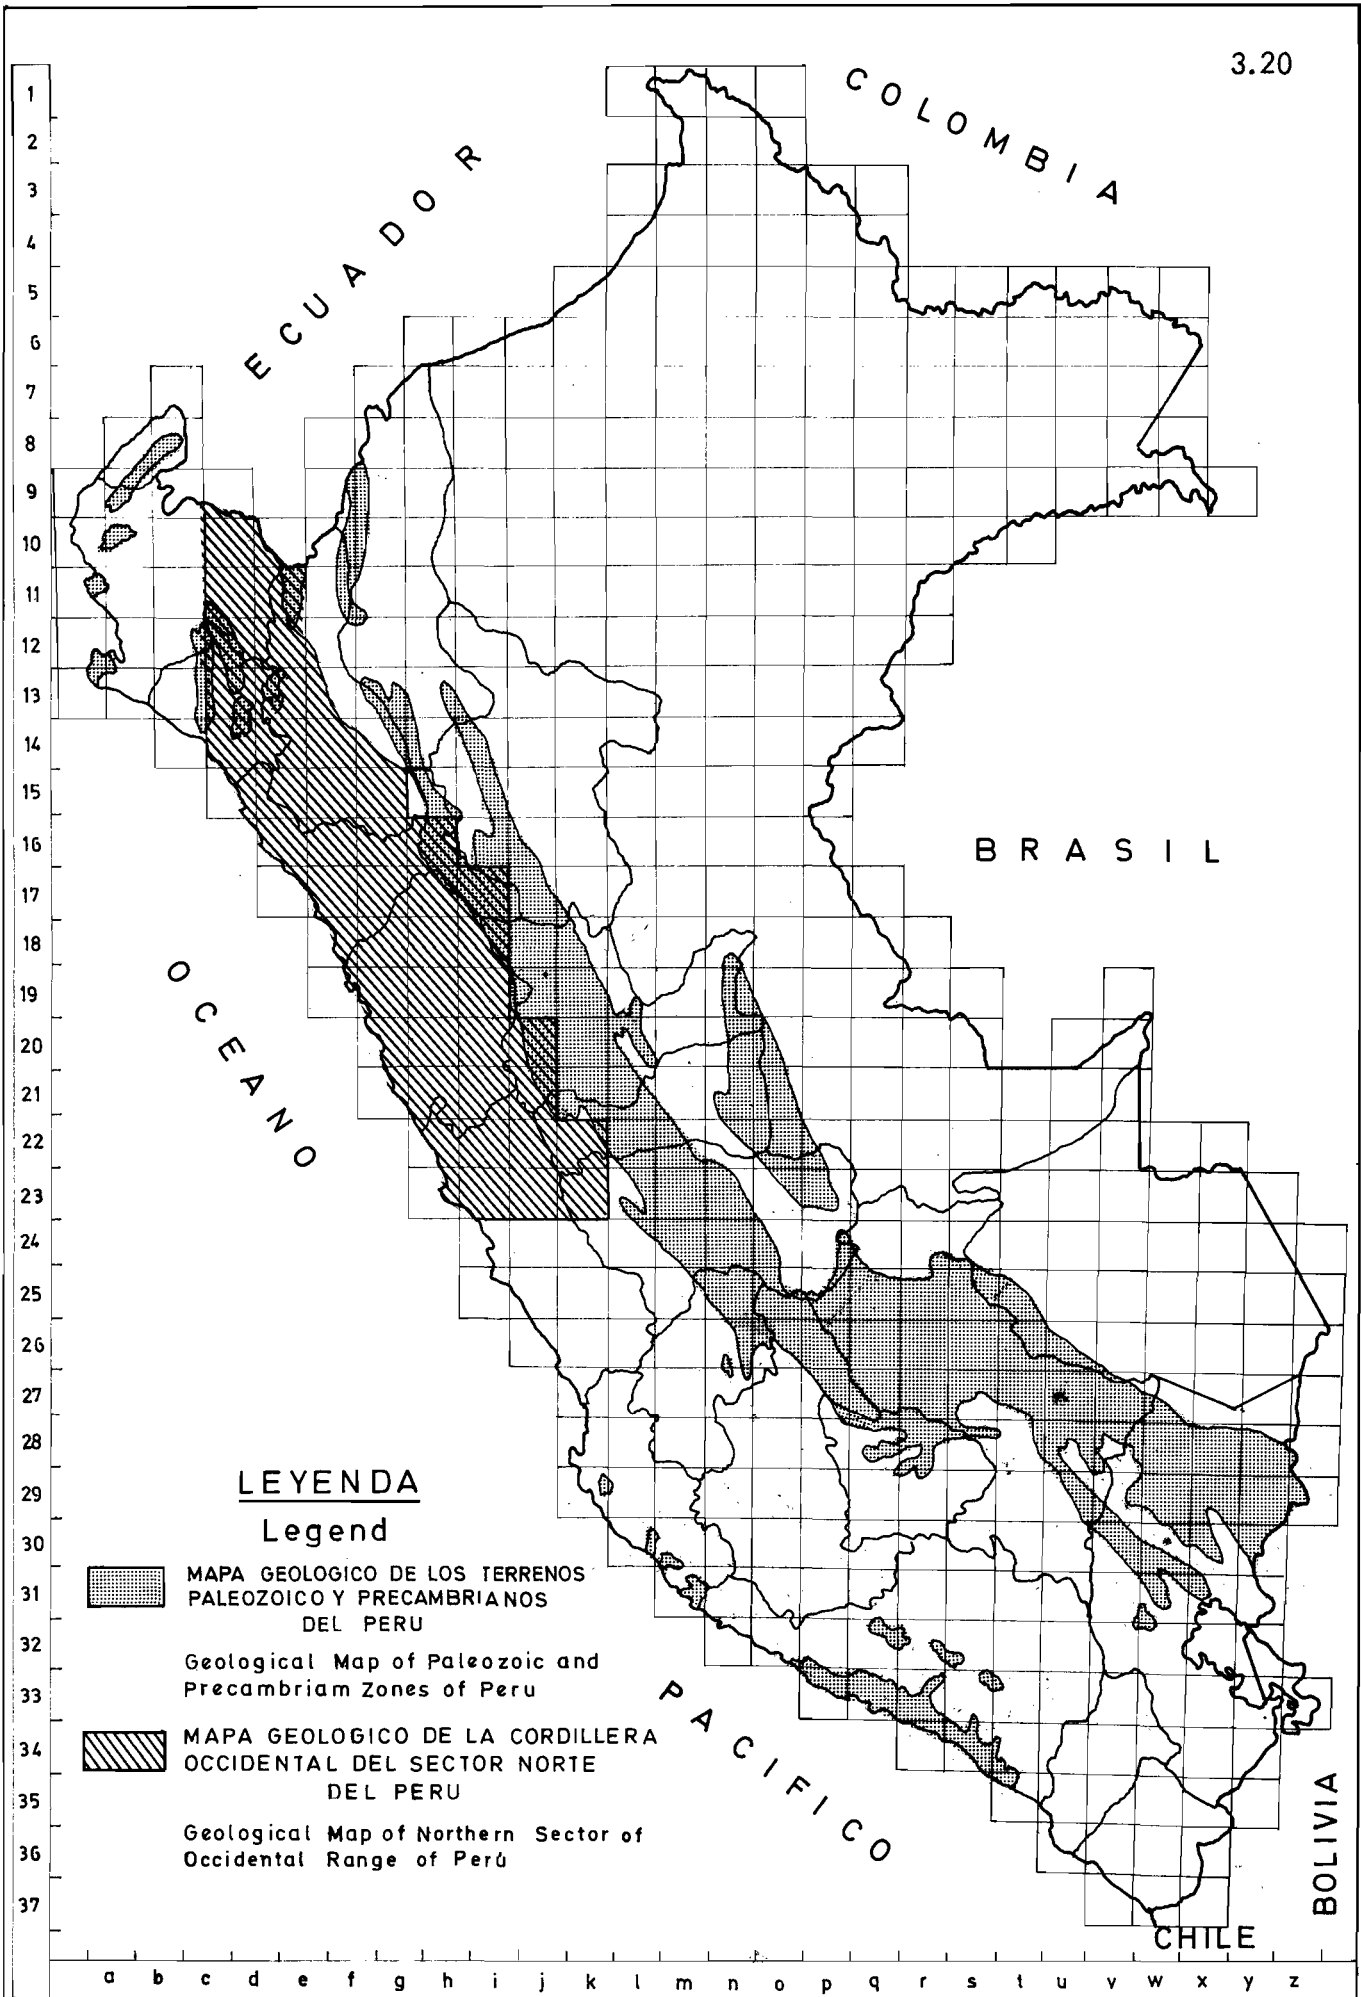 3.20
COLOMBIA
ECUADOR
BRASIL
OCEANO
PACIFICO
BOLIVIA
CHILE
1
2
3
4
5
6
7
8
9
10
11
12
13
14
15
16
17
18
19
20
21
22
23
24
25
26
27
28
29
30
31
32
33
34
35
36
37
LEYENDA
Legend
MAPA GEOLOGICO DE LOS TERRENOS
PALEOZOICO Y PRECAMBRIANOS
DEL PERU
Geological Map of Paleozoic and
Precambriam Zones of Peru
MAPA GEOLOGICO DE LA CORDILLERA
OCCIDENTAL DEL SECTOR NORTE
DEL PERU
Geological Map of Northern Sector of
Occidental Range of Perú
a b c d e f g h i j k l m n o p q r s t u v w x y z